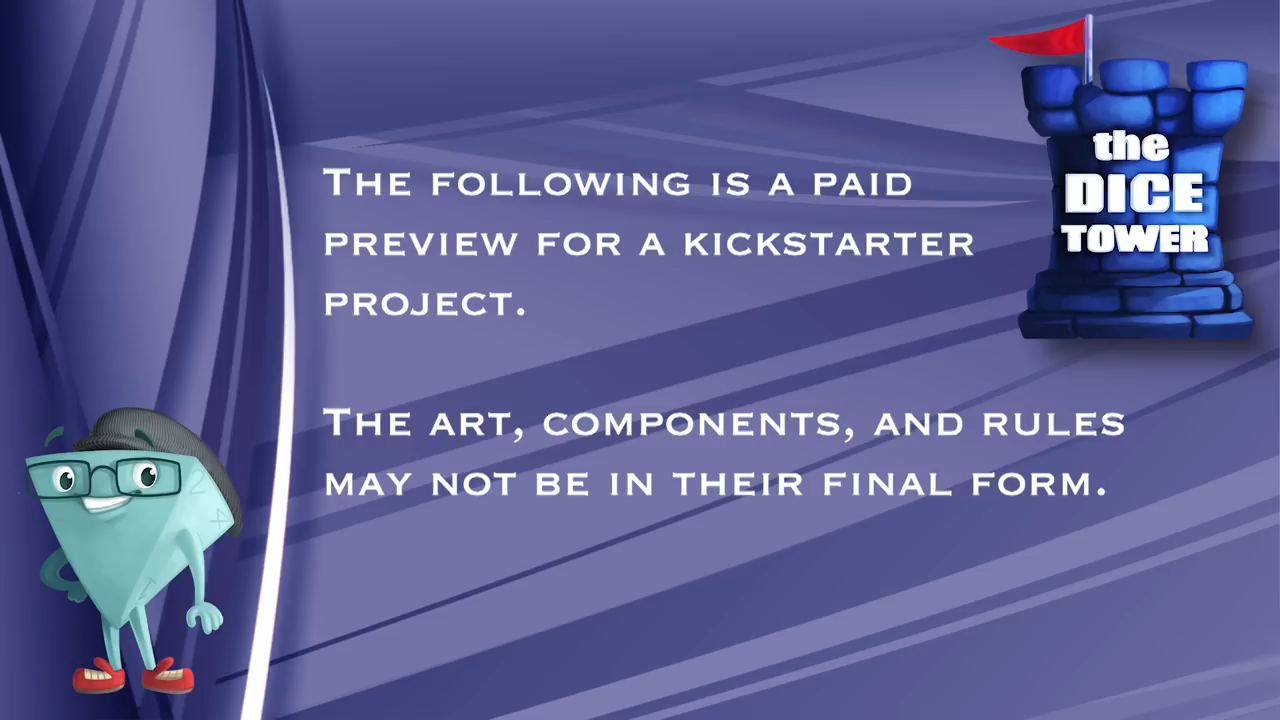 THE FOLLOWING IS A PAID
PREVIEW FOR A KICKSTARTER
PROJECT.
THE ART, COMPONENTS, AND RULES
MAY NOT BE IN THEIR FINAL FORM.
the
DICE
TOWER